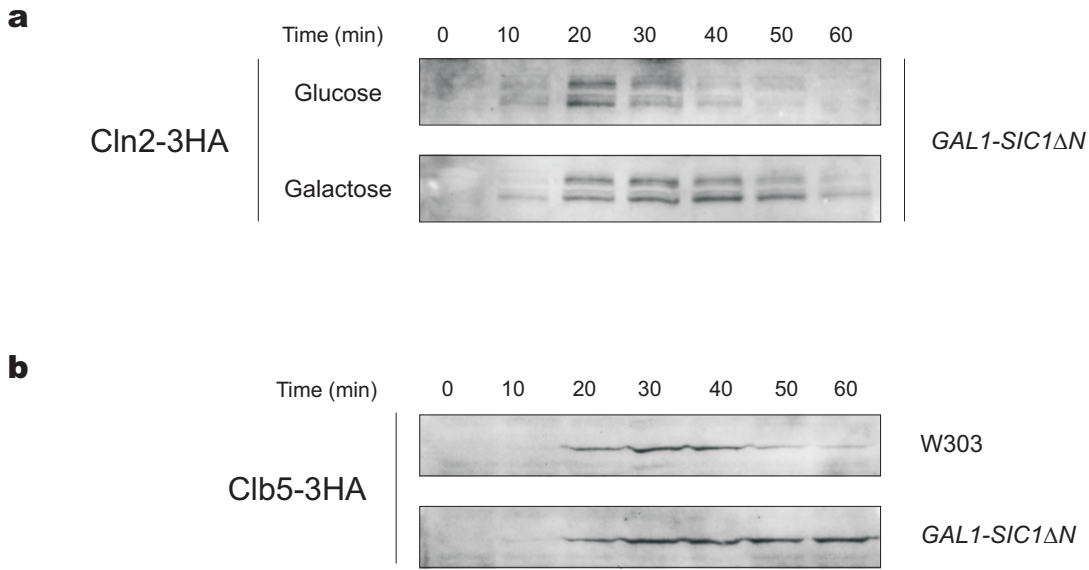 a
Time (min) 0 10 20 30 40 50 60
Glucose
Cln2-3HA
GAL1-SIC1ΔN
Galactose
b
Time (min) 0 10 20 30 40 50 60
W303
Clb5-3HA
GAL1-SIC1ΔN